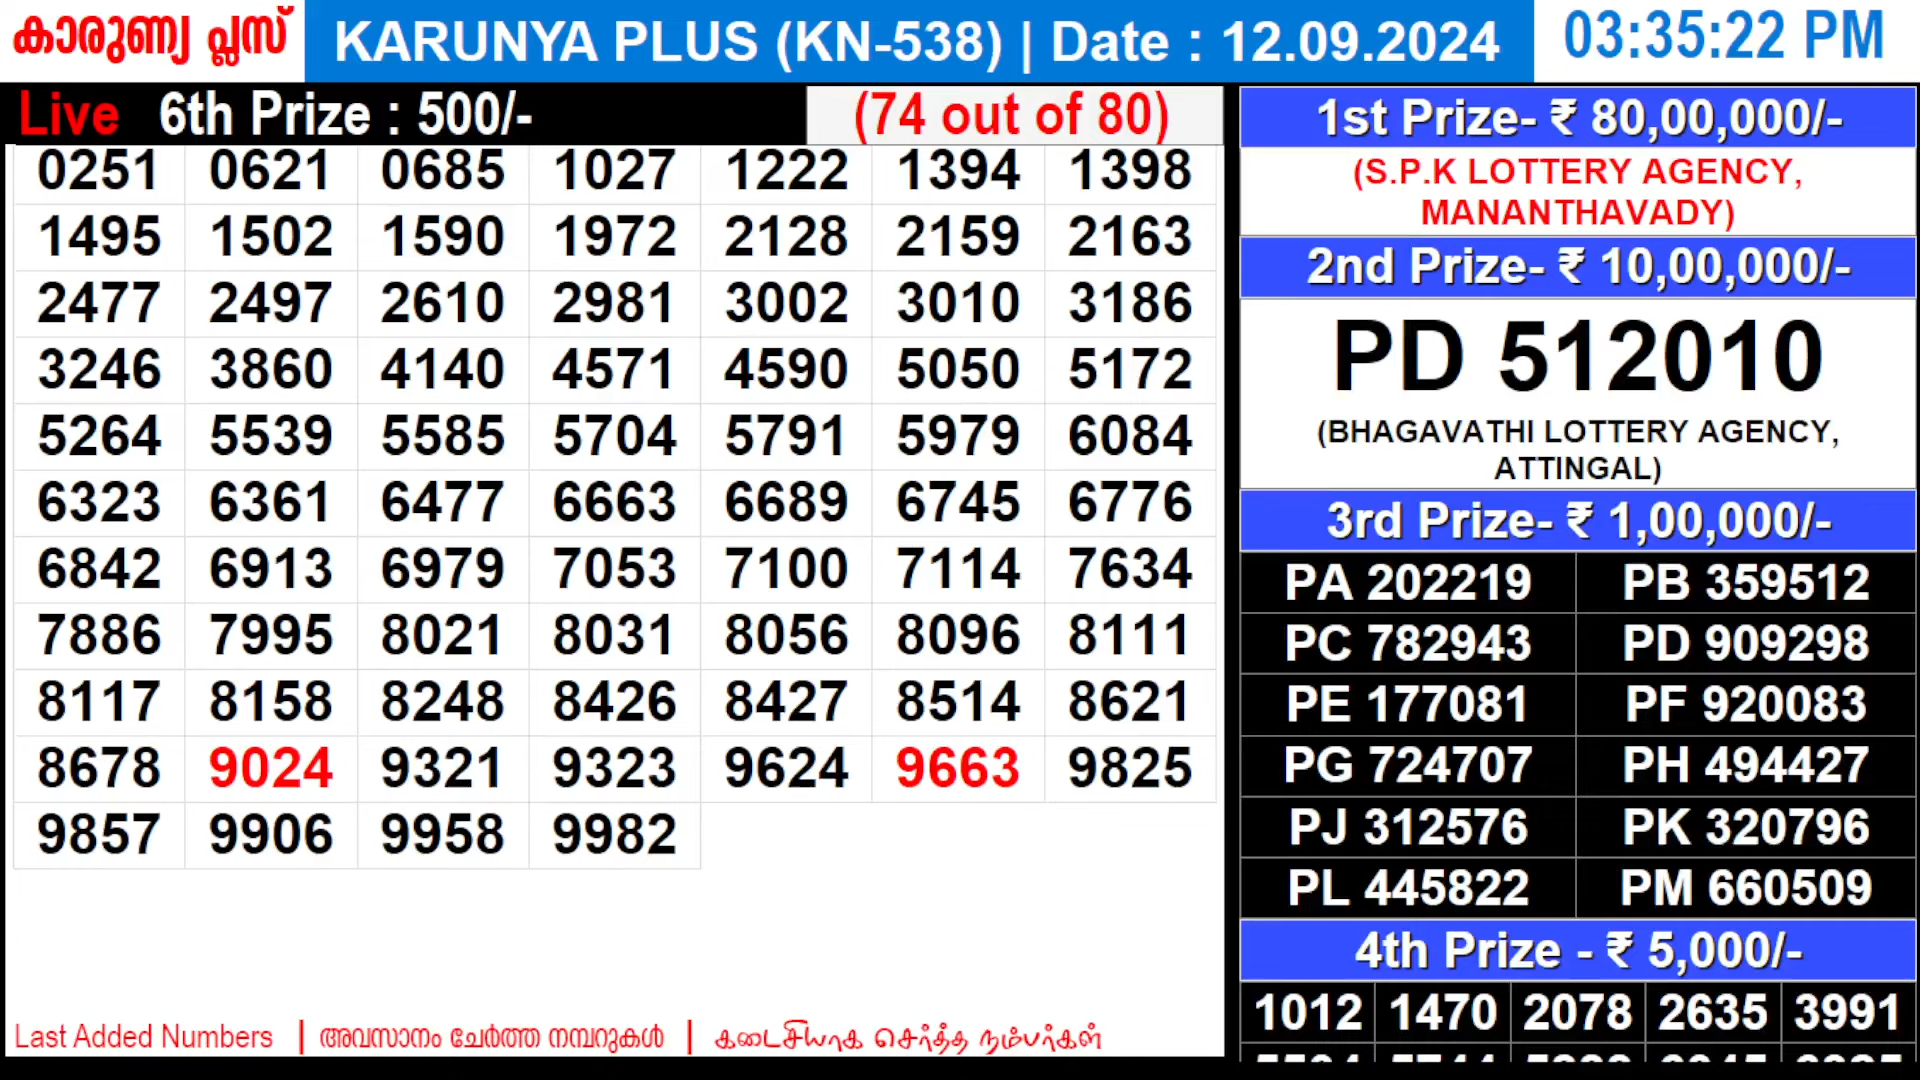 കാരുണ്യ പ്ലസ് KARUNYA PLUS (KN-538) | Date : 12.09.2024 03:35:22 PM
Live 6th Prize : 500/- (74 out of 80)
0251 0621 0685 1027 1222 1394 1398
1495 1502 1590 1972 2128 2159 2163
2477 2497 2610 2981 3002 3010 3186
3246 3860 4140 4571 4590 5050 5172
5264 5539 5585 5704 5791 5979 6084
6323 6361 6477 6663 6689 6745 6776
6842 6913 6979 7053 7100 7114 7634
7886 7995 8021 8031 8056 8096 8111
8117 8158 8248 8426 8427 8514 8621
8678 9024 9321 9323 9624 9663 9825
9857 9906 9958 9982
Last Added Numbers | അവസാനം ചേർത്ത നമ്പറുകൾ | கடைசியாக சேர்த்த நம்பர்கள்
1st Prize- ₹ 80,00,000/-
(S.P.K LOTTERY AGENCY,
MANANTHAVADY)
2nd Prize- ₹ 10,00,000/-
PD 512010
(BHAGAVATHI LOTTERY AGENCY,
ATTINGAL)
3rd Prize- ₹ 1,00,000/-
PA 202219 PB 359512
PC 782943 PD 909298
PE 177081 PF 920083
PG 724707 PH 494427
PJ 312576 PK 320796
PL 445822 PM 660509
4th Prize - ₹ 5,000/-
1012 1470 2078 2635 3991